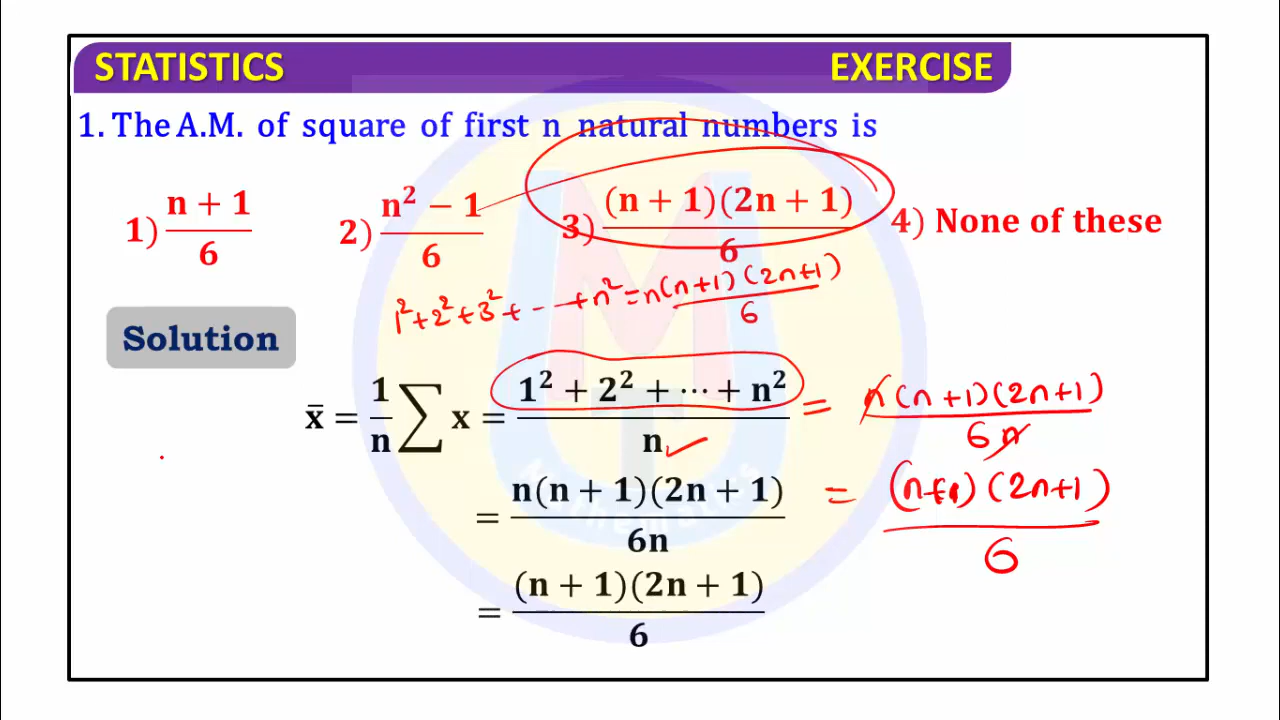 STATISTICS EXERCISE
1. The A.M. of square of first n natural numbers is
1) n + 1 / 6 2) n² − 1 / 6 3) (n + 1)(2n + 1) / 6 4) None of these
1² + 2² + 3² + - - - + n² = n(n+1)(2n+1) / 6
Solution
x̄ = 1/n ∑ x = 1² + 2² + ⋯ + n² / n = n(n+1)(2n+1) / 6n
= n(n + 1)(2n + 1) / 6n = (n+1)(2n+1) / 6
= (n + 1)(2n + 1) / 6